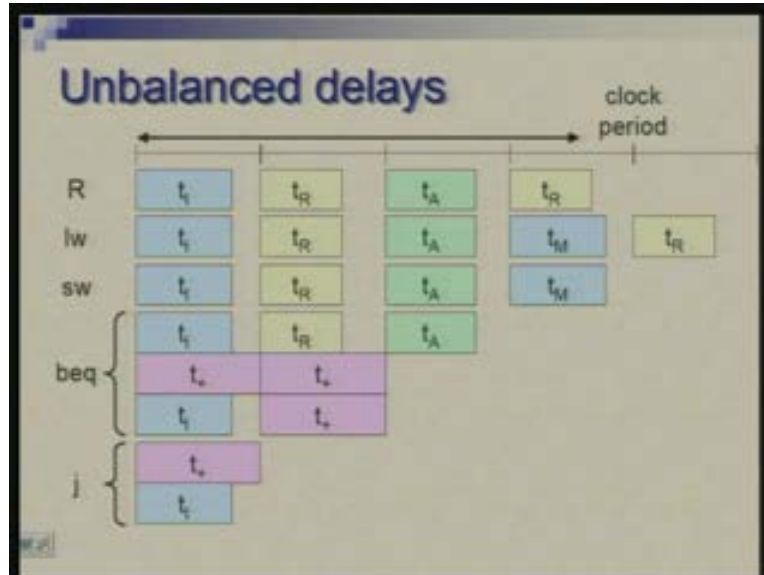 Unbalanced delays
clock
period
R tI tR tA tR
lw tI tR tA tM tR
sw tI tR tA tM
tI tR tA
beq t+ t+
tI t+
t+
j
tI